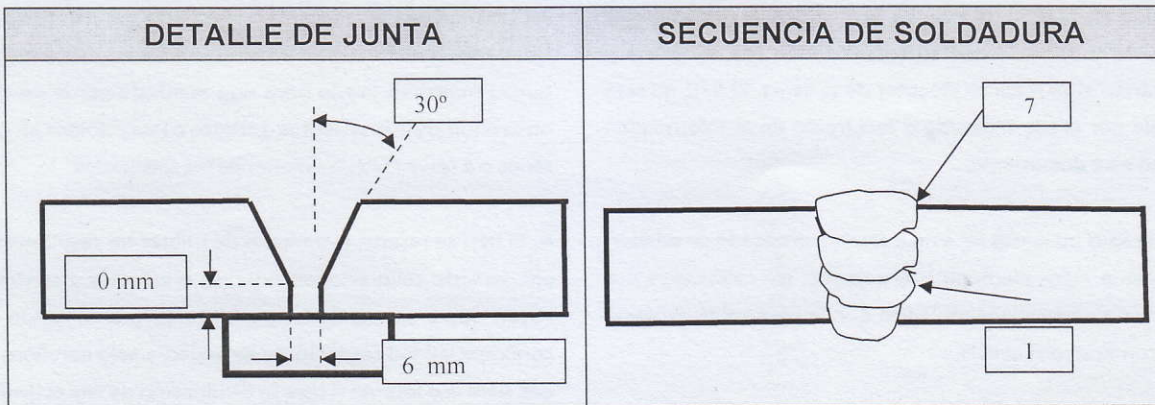 DETALLE DE JUNTA
SECUENCIA DE SOLDADURA
30º
0 mm
6 mm
7
1